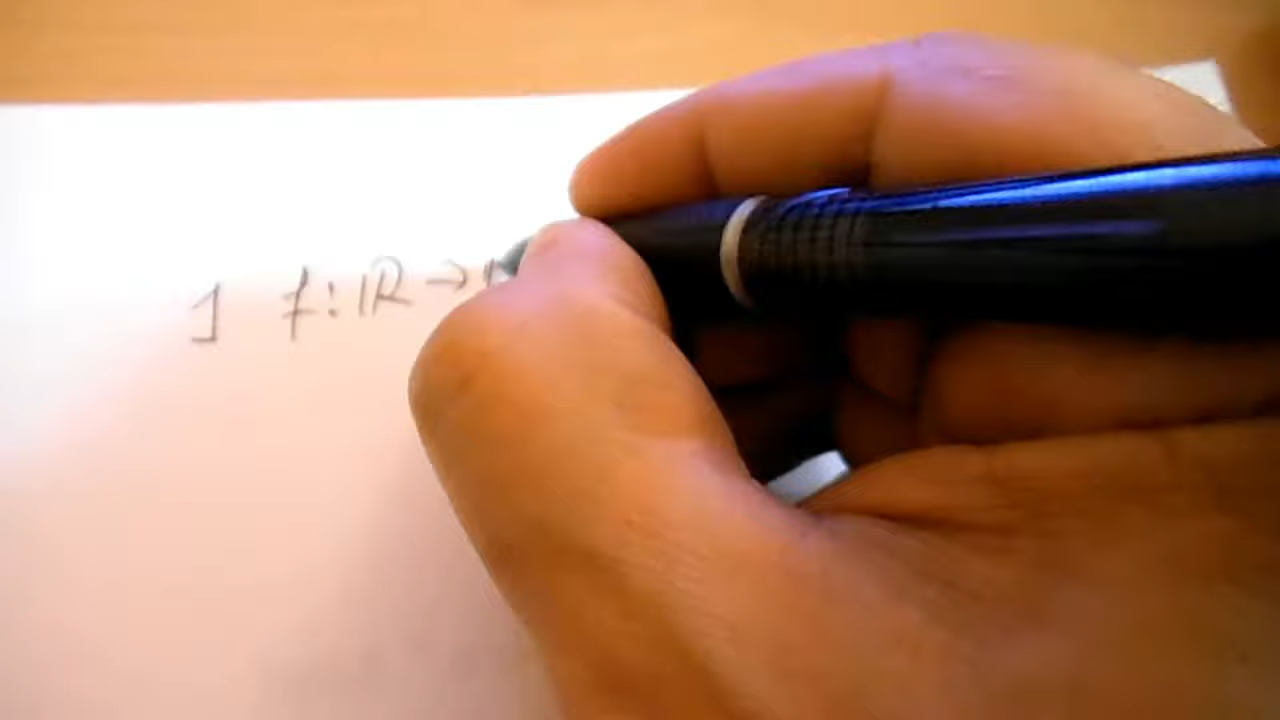 1 f: ℝ →